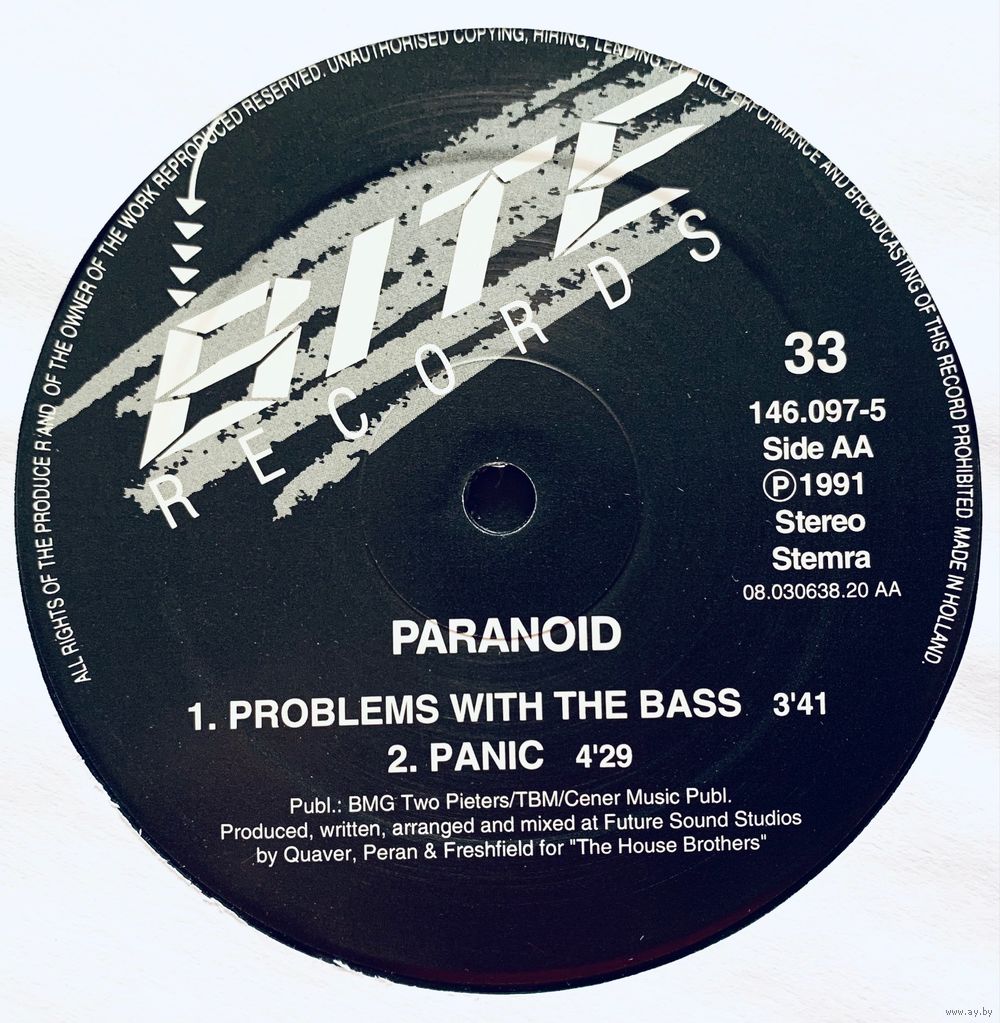 ALL RIGHTS OF THE PRODUCE R AND OF THE OWNER OF THE WORK REPRODUCED RESERVED. UNAUTHORISED COPYING, HIRING, LENDING, PUBLIC PERFORMANCE AND BROADCASTING OF THIS RECORD PROHIBITED. MADE IN HOLLAND.
BITE
RECORDS
33
146.097-5
Side AA
Ⓟ1991
Stereo
Stemra
08.030638.20 AA
PARANOID
1. PROBLEMS WITH THE BASS 3'41
2. PANIC 4'29
Publ.: BMG Two Pieters/TBM/Cener Music Publ.
Produced, written, arranged and mixed at Future Sound Studios
by Quaver, Peran & Freshfield for "The House Brothers"
www.ay.by